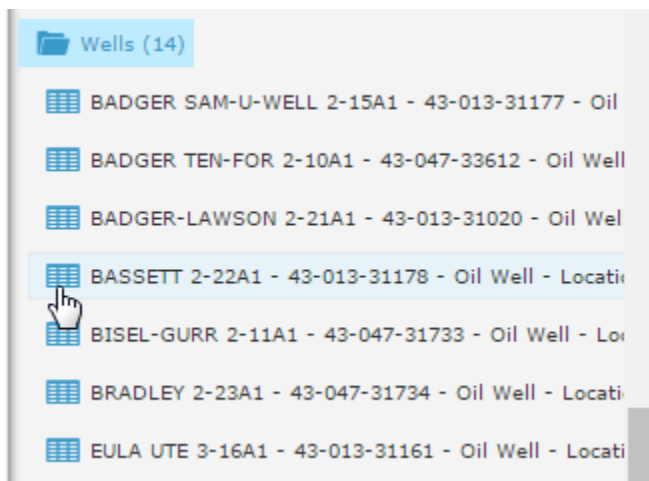 Wells (14)
BADGER SAM-U-WELL 2-15A1 - 43-013-31177 - Oil
BADGER TEN-FOR 2-10A1 - 43-047-33612 - Oil Well
BADGER-LAWSON 2-21A1 - 43-013-31020 - Oil Wel
BASSETT 2-22A1 - 43-013-31178 - Oil Well - Locatio
BISEL-GURR 2-11A1 - 43-047-31733 - Oil Well - Lo
BRADLEY 2-23A1 - 43-047-31734 - Oil Well - Locati
EULA UTE 3-16A1 - 43-013-31161 - Oil Well - Locati